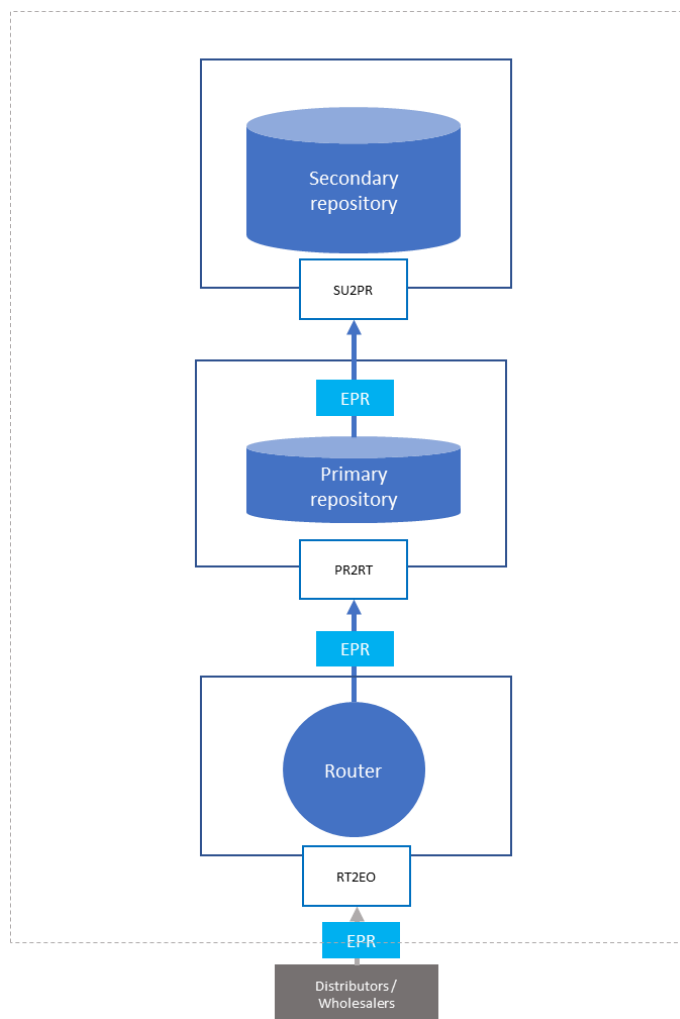 Secondary
repository
SU2PR
EPR
Primary
repository
PR2RT
EPR
Router
RT2EO
EPR
Distributors /
Wholesalers